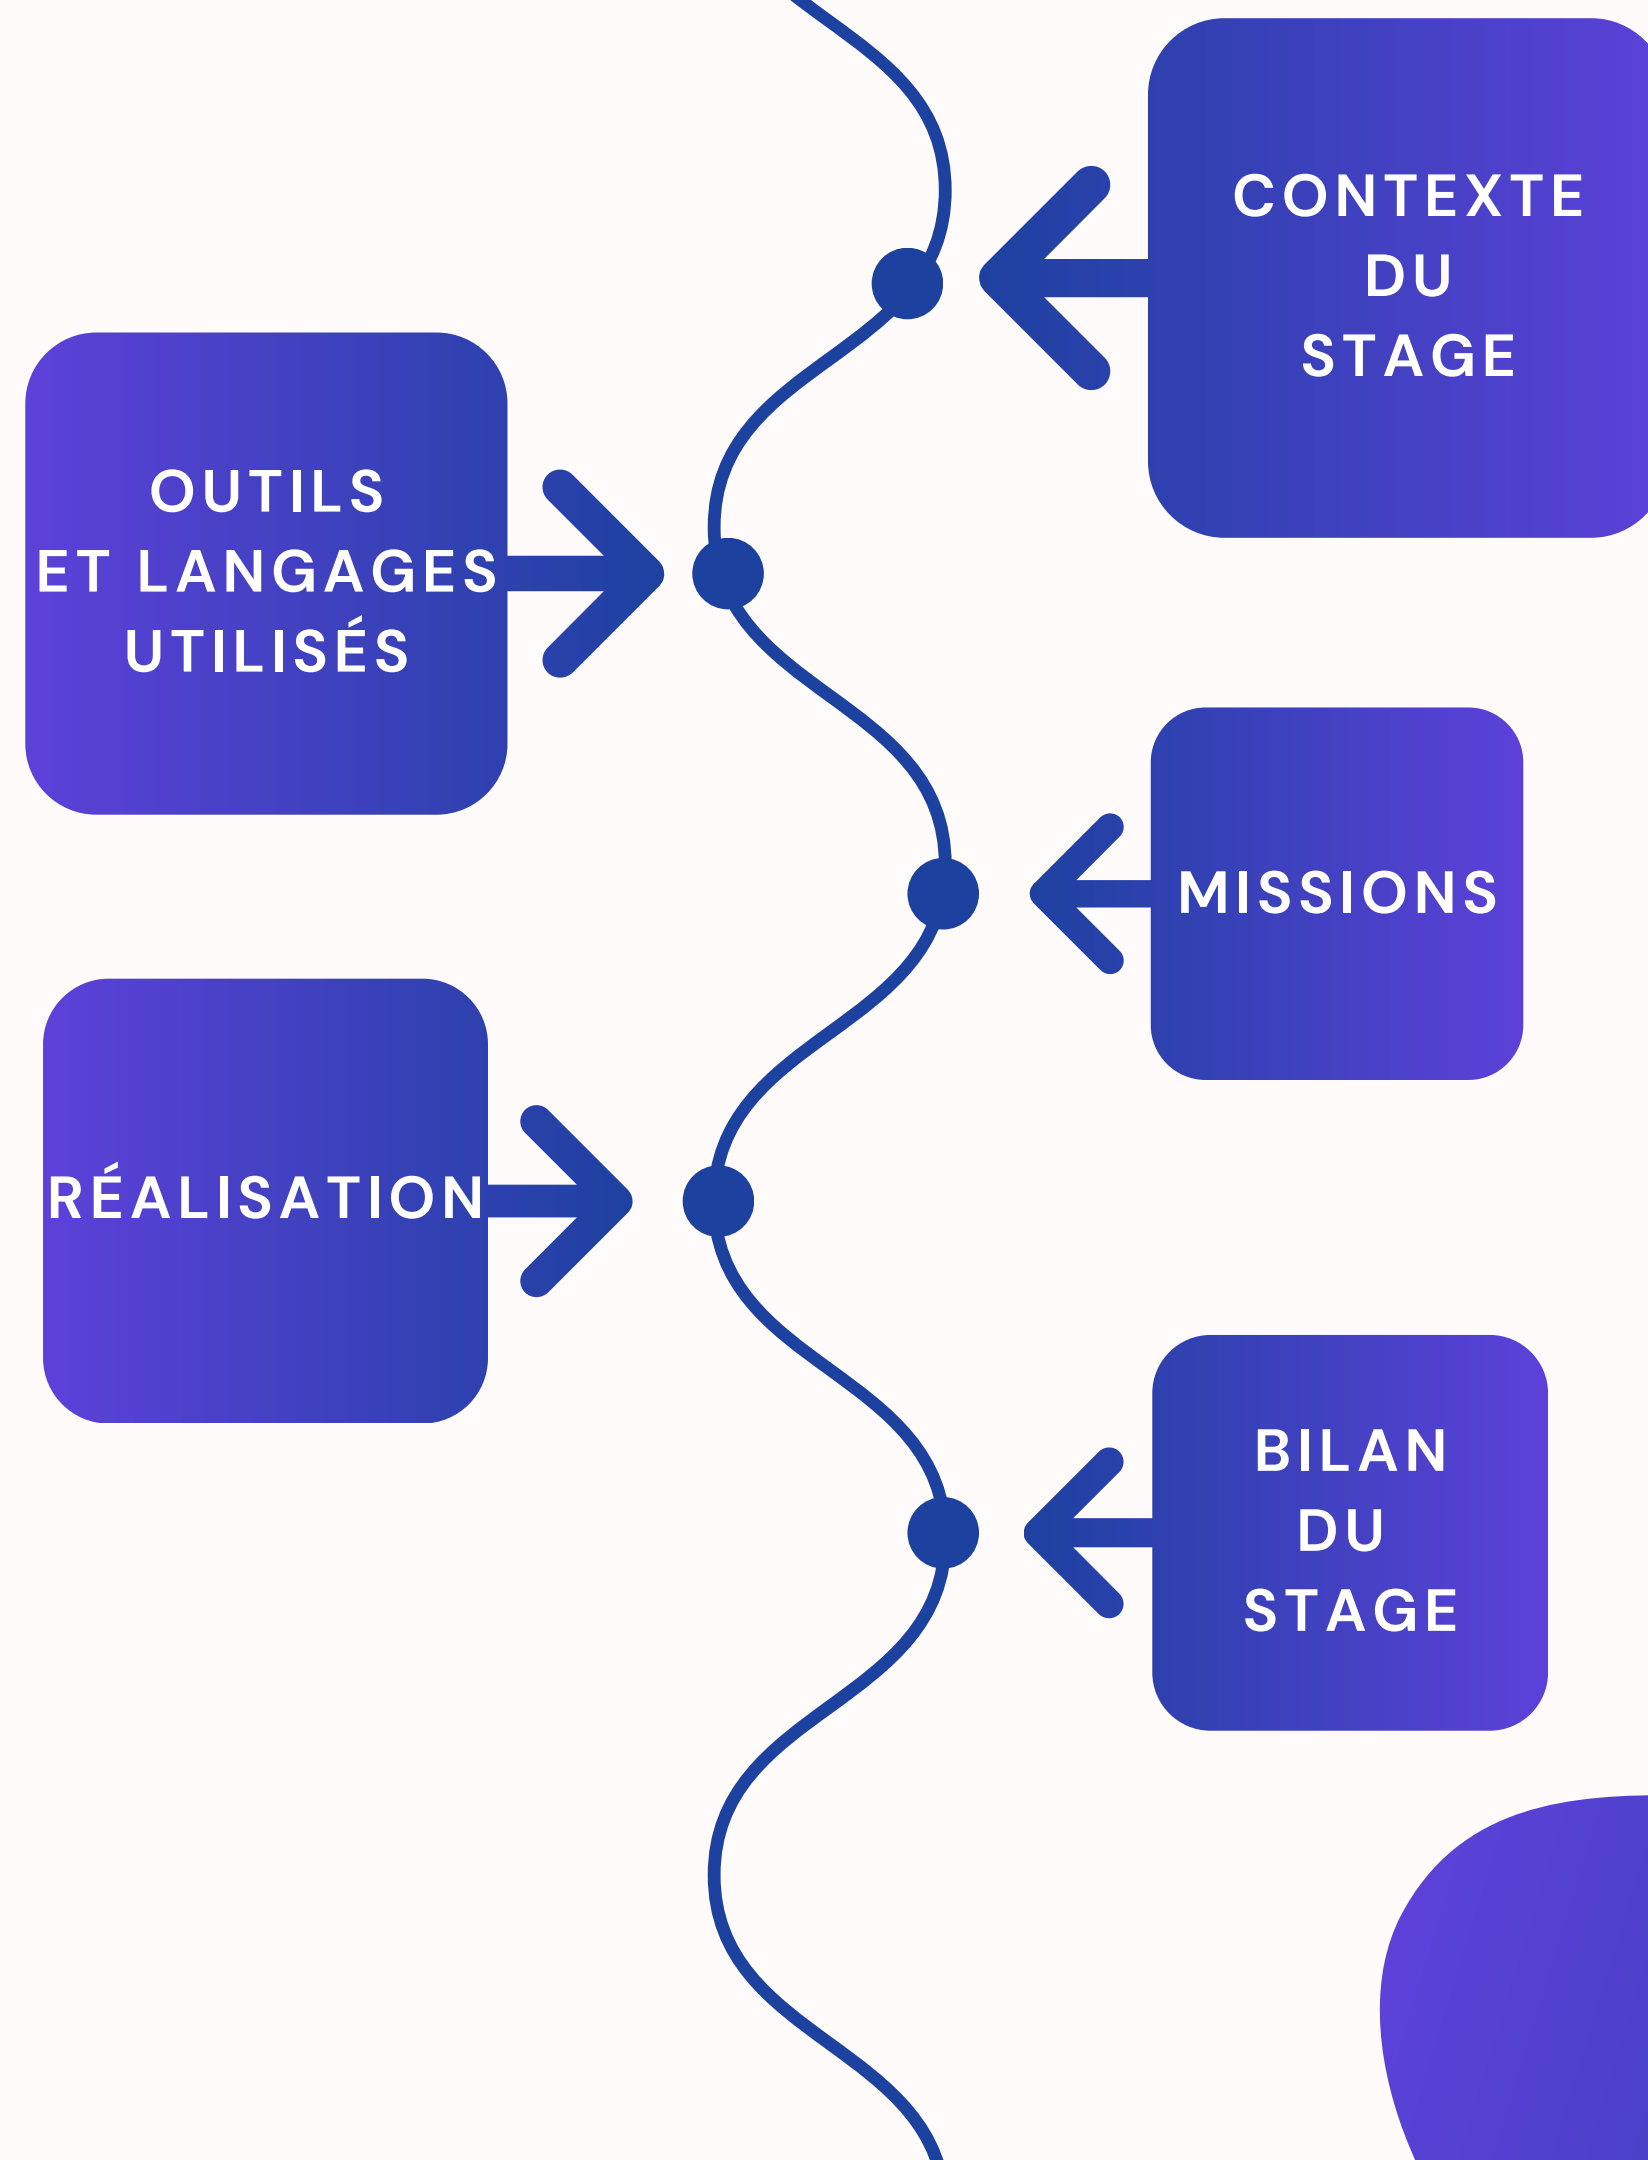 CONTEXTE
DU
STAGE
OUTILS
ET LANGAGES
UTILISÉS
MISSIONS
RÉALISATION
BILAN
DU
STAGE